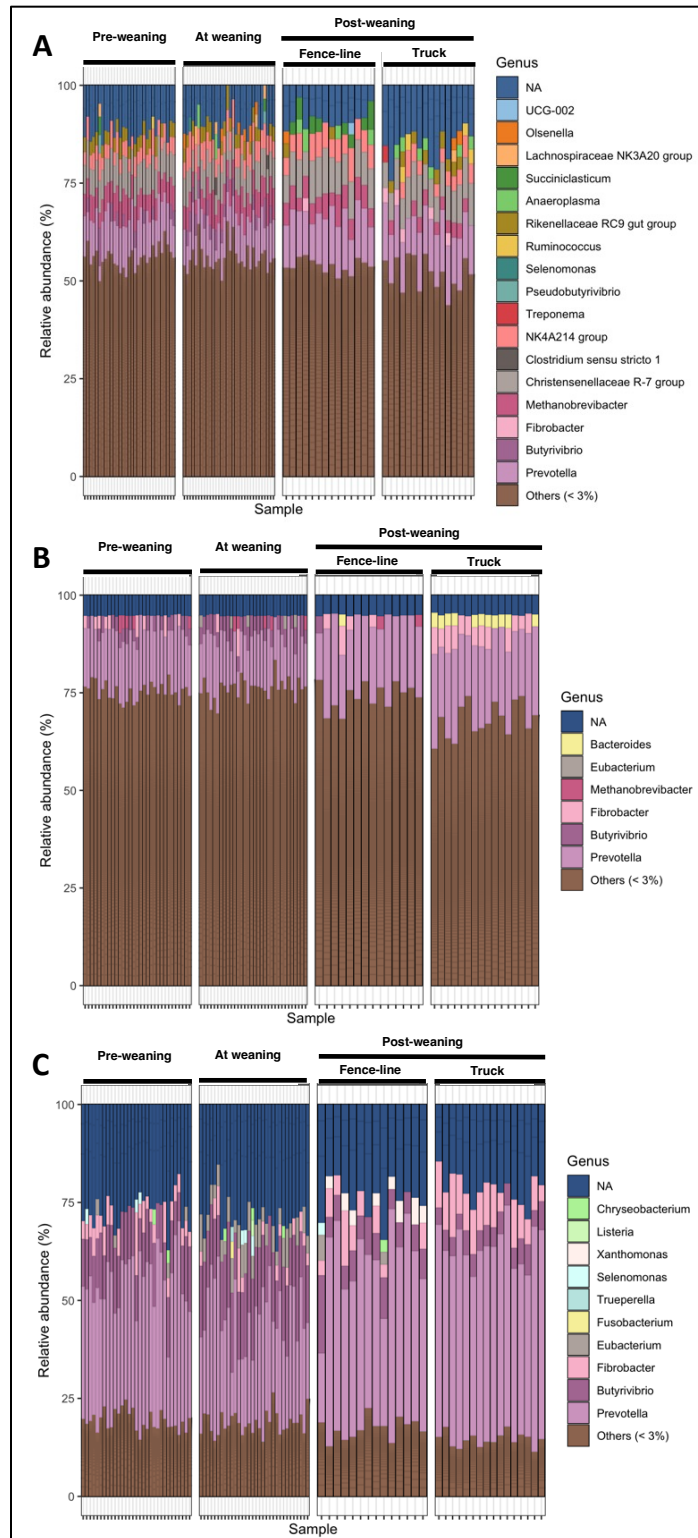 A
Pre-weaning
At weaning
Post-weaning
Fence-line
Truck
100
75
50
25
0
Relative abundance (%)
Sample
Genus
NA
UCG-002
Olsenella
Lachnospiraceae NK3A20 group
Succiniclasticum
Anaeroplasma
Rikenellaceae RC9 gut group
Ruminococcus
Selenomonas
Pseudobutyrivibrio
Treponema
NK4A214 group
Clostridium sensu stricto 1
Christensenellaceae R-7 group
Methanobrevibacter
Fibrobacter
Butyrivibrio
Prevotella
Others (< 3%)
B
Pre-weaning
At weaning
Post-weaning
Fence-line
Truck
100
75
50
25
0
Relative abundance (%)
Sample
Genus
NA
Bacteroides
Eubacterium
Methanobrevibacter
Fibrobacter
Butyrivibrio
Prevotella
Others (< 3%)
C
Pre-weaning
At weaning
Post-weaning
Fence-line
Truck
100
75
50
25
0
Relative abundance (%)
Sample
Genus
NA
Chryseobacterium
Listeria
Xanthomonas
Selenomonas
Trueperella
Fusobacterium
Eubacterium
Fibrobacter
Butyrivibrio
Prevotella
Others (< 3%)